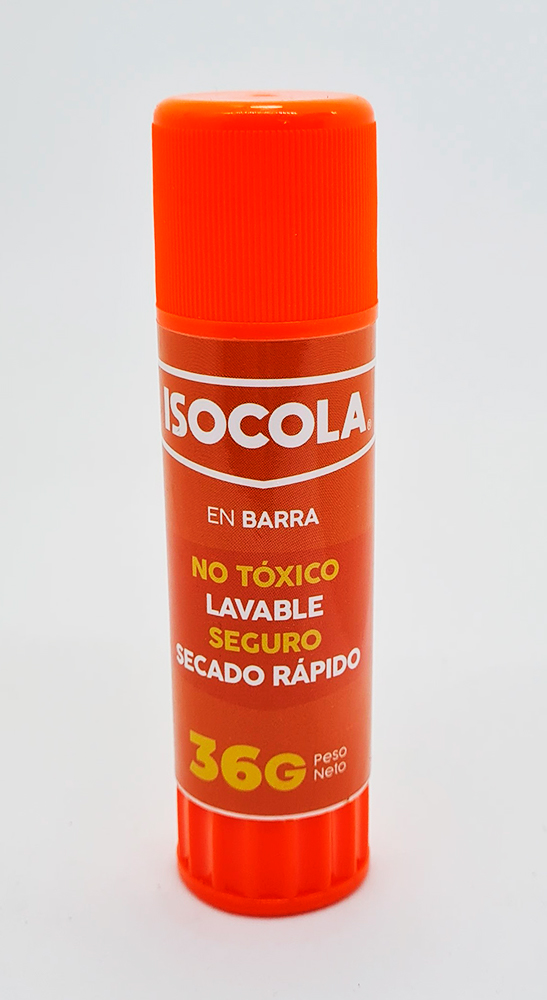 ISOCOLA®
EN BARRA
NO TÓXICO
LAVABLE
SEGURO
SECADO RÁPIDO
36G Peso
Neto